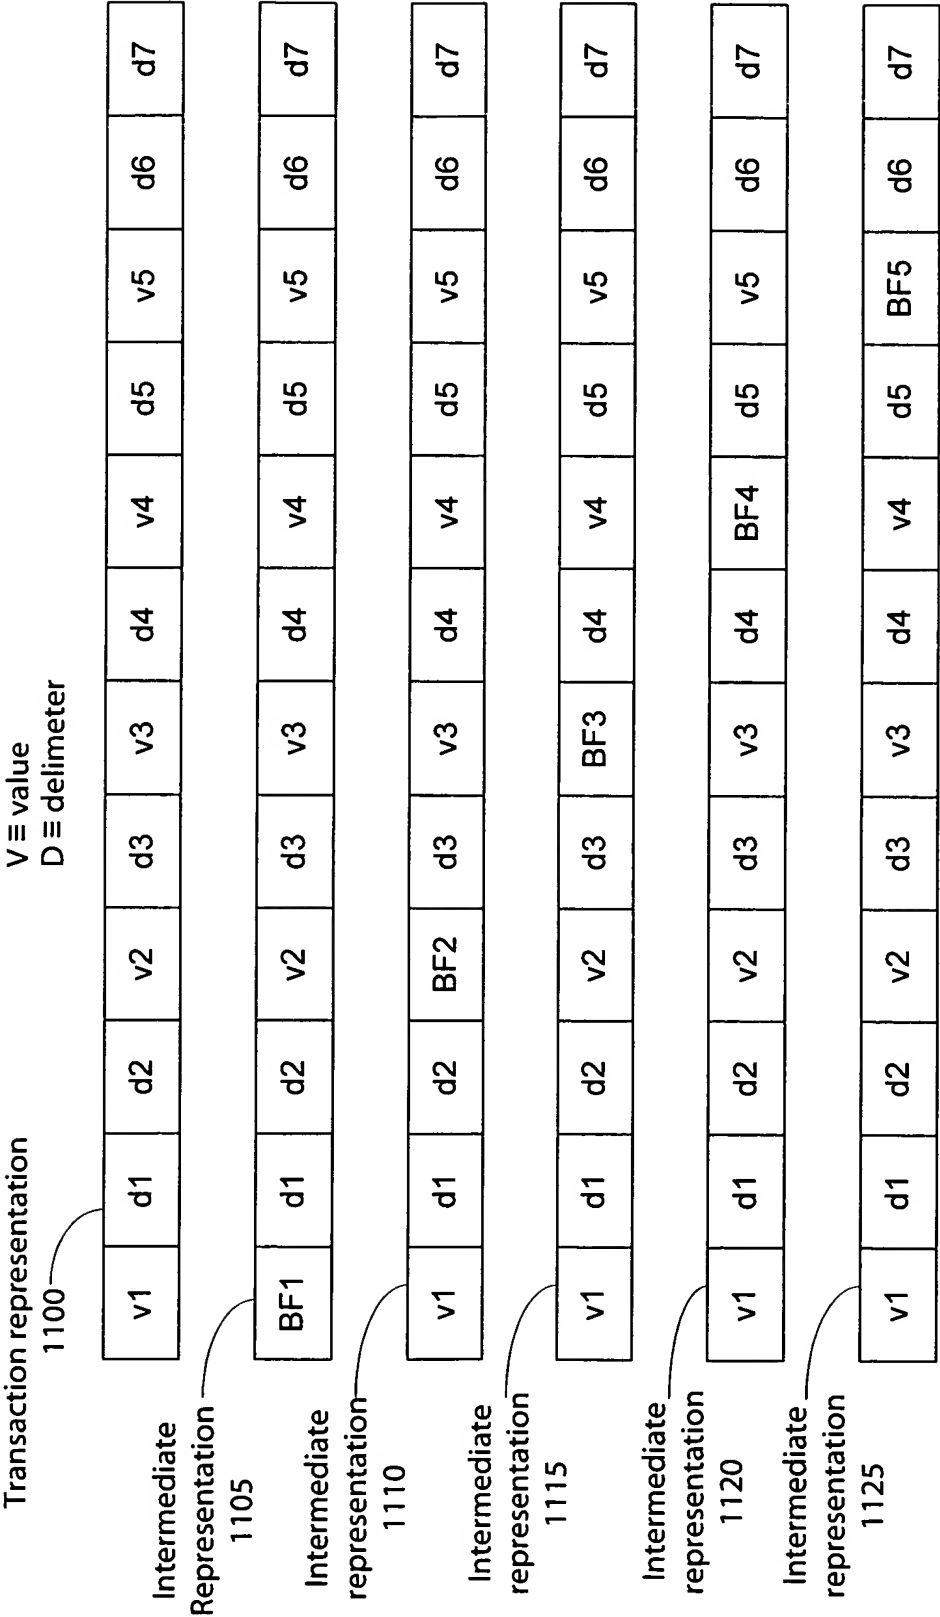 V ≡ value
D ≡ delimeter
Transaction representation
1100
v1 d1 d2 v2 d3 v3 d4 v4 d5 v5 d6 d7
Intermediate
Representation
1105
BF1 d1 d2 v2 d3 v3 d4 v4 d5 v5 d6 d7
Intermediate
representation
1110
v1 d1 d2 BF2 d3 v3 d4 v4 d5 v5 d6 d7
Intermediate
representation
1115
v1 d1 d2 v2 d3 BF3 d4 v4 d5 v5 d6 d7
Intermediate
representation
1120
v1 d1 d2 v2 d3 v3 d4 BF4 d5 v5 d6 d7
Intermediate
representation
1125
v1 d1 d2 v2 d3 v3 d4 v4 d5 BF5 d6 d7